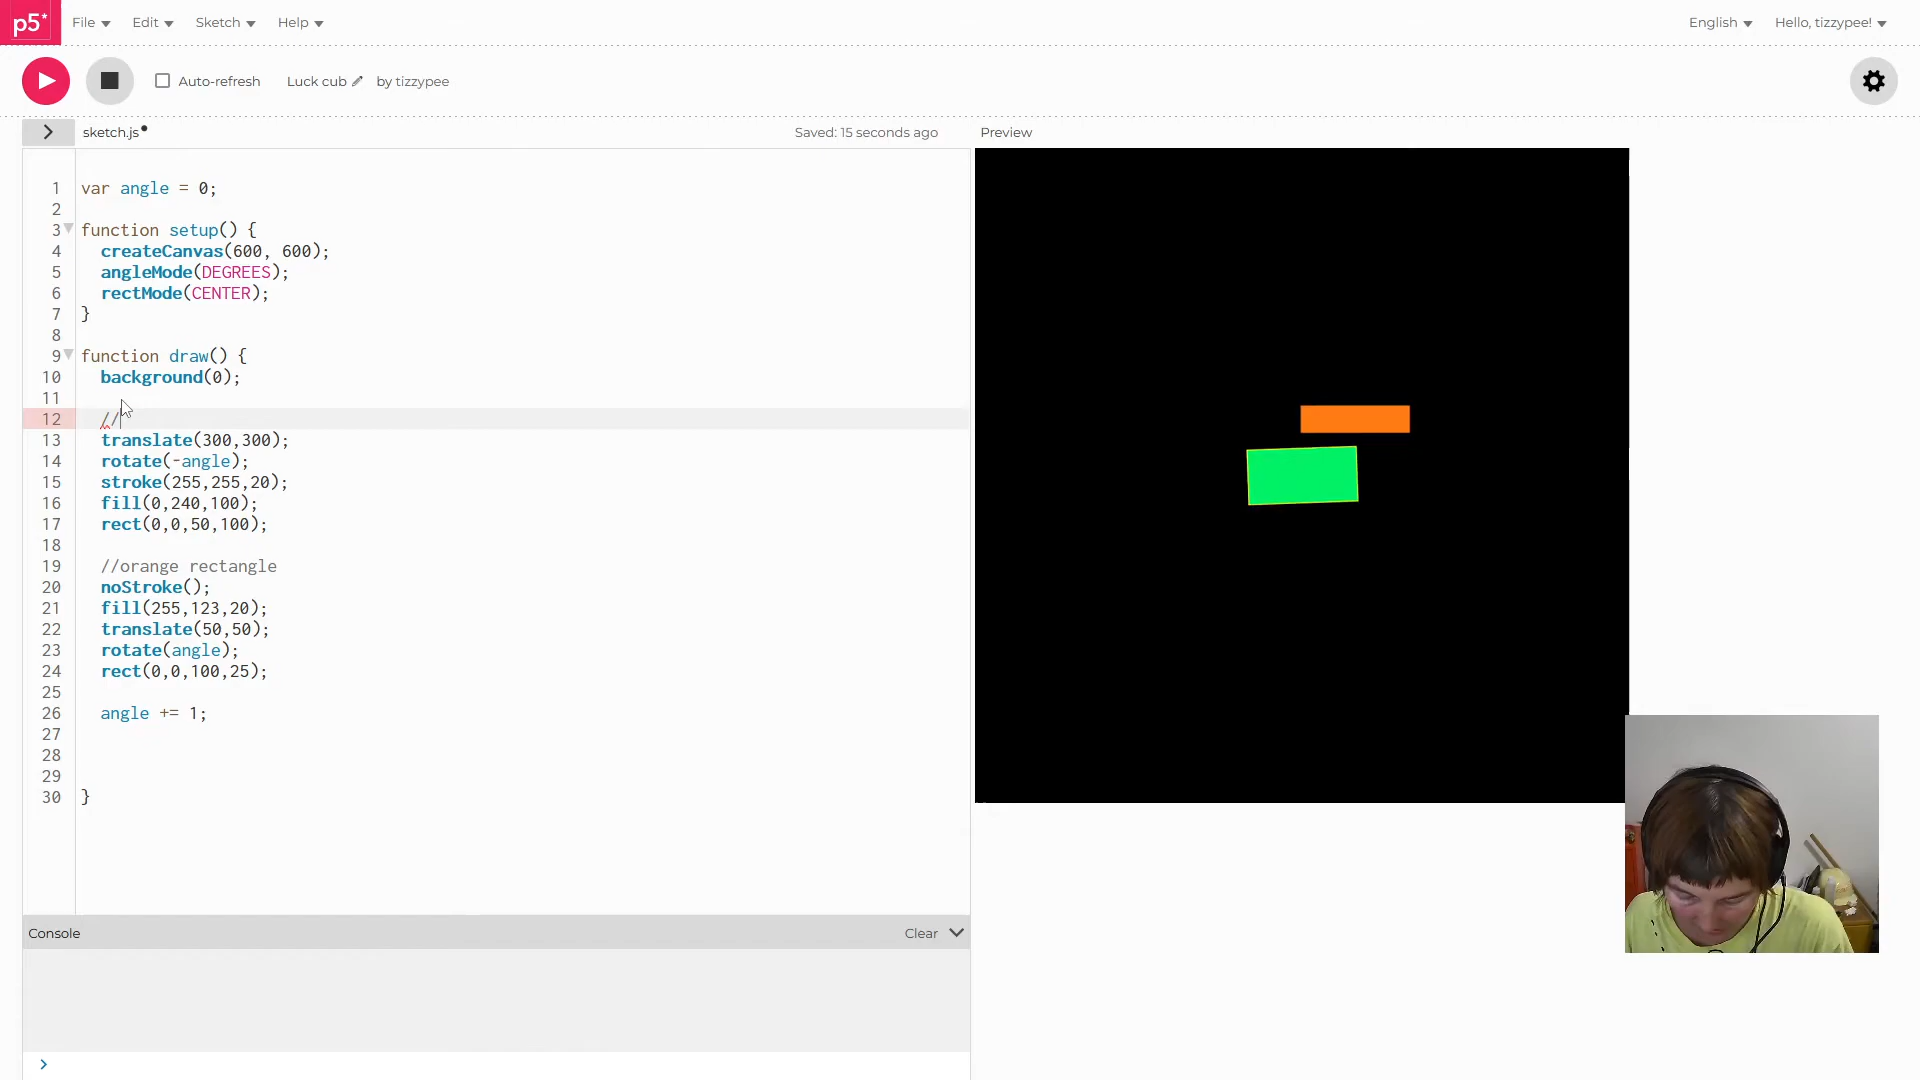 p5* File Edit Sketch Help English Hello, tizzypee!
Auto-refresh Luck cub by tizzypee
sketch.js Saved: 15 seconds ago Preview
1 var angle = 0;
2
3 function setup() {
4 createCanvas(600, 600);
5 angleMode(DEGREES);
6 rectMode(CENTER);
7 }
8
9 function draw() {
10 background(0);
11
12 //
13 translate(300,300);
14 rotate(-angle);
15 stroke(255,255,20);
16 fill(0,240,100);
17 rect(0,0,50,100);
18
19 //orange rectangle
20 noStroke();
21 fill(255,123,20);
22 translate(50,50);
23 rotate(angle);
24 rect(0,0,100,25);
25
26 angle += 1;
27
28
29
30 }
Console Clear
>